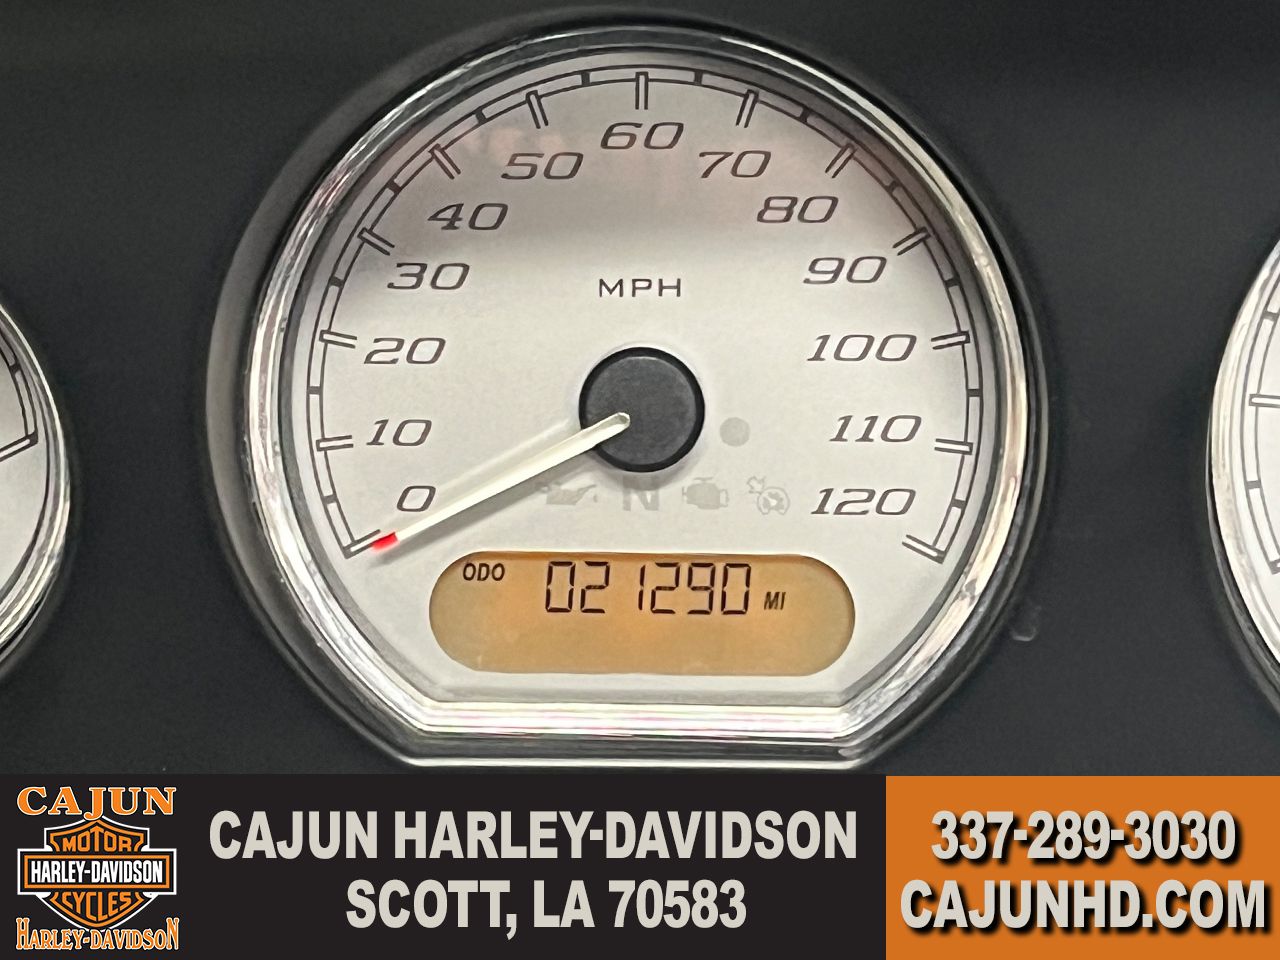 60
50 70
40 80
30 90
MPH
20 100
10 110
0 N 120
ODO 021290 MI
CAJUN
MOTOR
HARLEY-DAVIDSON
CYCLES
HARLEY-DAVIDSON
CAJUN HARLEY-DAVIDSON
SCOTT, LA 70583
337-289-3030
CAJUNHD.COM